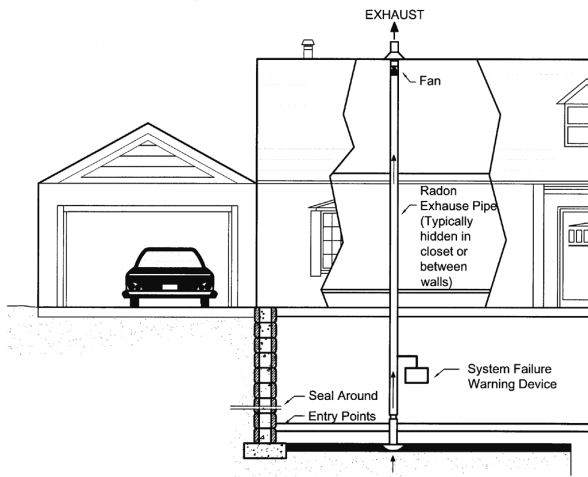 EXHAUST
Fan
Radon
Exhause Pipe
(Typically
hidden in
closet or
between
walls)
System Failure
Warning Device
Seal Around
Entry Points